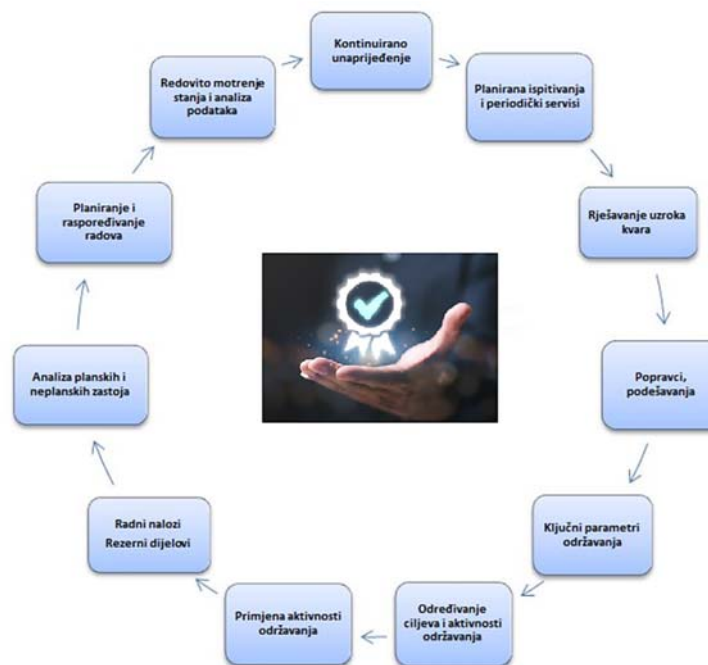 Kontinuirano
unaprijeđenje
Planirana ispitivanja
i periodički servisi
Rješavanje uzroka
kvara
Popravci,
podešavanja
Ključni parametri
održavanja
Određivanje
ciljeva i aktivnosti
održavanja
Primjena aktivnosti
održavanja
Radni nalozi
Rezerni dijelovi
Analiza planskih i
neplanskih zastoja
Planiranje i
raspoređivanje
radova
Redovito motrenje
stanja i analiza
podataka